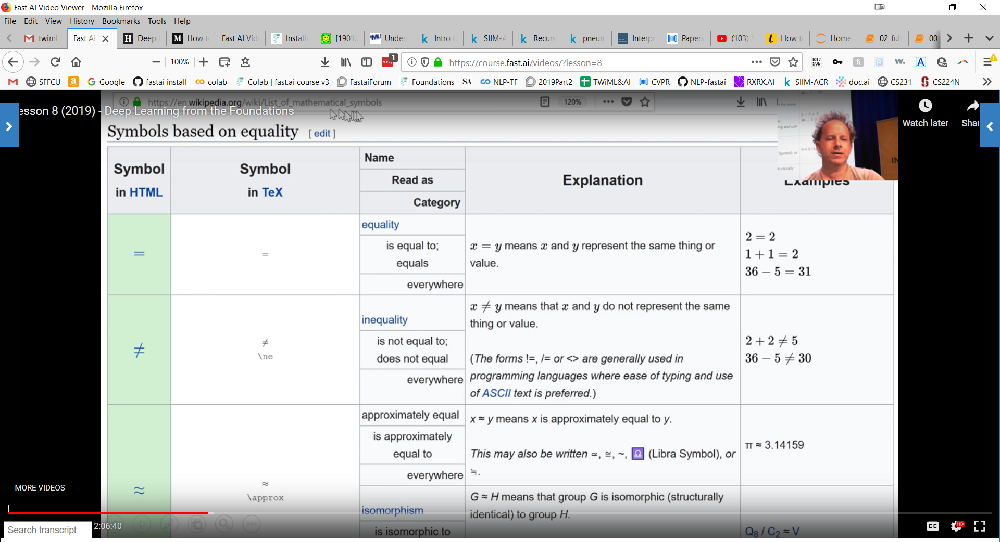 Fast AI Video Viewer - Mozilla Firefox
File Edit View History Bookmarks Tools Help
twiml Fast AI Deep How t Fast AI Vid Installa [1901. Under Intro t SIIM-A Recurs pneun Interp Papers (103) How t Home 02_full 00_
100% 1 https://course.fast.ai/videos/?lesson=8
SFFCU Google fastai install colab Colab | fast.ai course v3 FastaiForum Foundations SA NLP-TF 2019Part2 TWiML&AI CVPR NLP-fastai RXRX.AI SIIM-ACR doc.ai CS231 CS224N
https://en.wikipedia.org/wiki/List_of_mathematical_symbols 120%
esson 8 (2019) - Deep Learning from the Foundations
Watch later Shar
Symbols based on equality [ edit ]
Symbol
in HTML
Symbol
in TeX
Name
Read as
Category
Explanation
Examples
=
=
equality
is equal to;
equals
everywhere
x = y means x and y represent the same thing or
value.
2 = 2
1 + 1 = 2
36 − 5 = 31
≠
≠
\ne
inequality
is not equal to;
does not equal
everywhere
x ≠ y means that x and y do not represent the same
thing or value.
(The forms !=, /= or <> are generally used in
programming languages where ease of typing and use
of ASCII text is preferred.)
2 + 2 ≠ 5
36 − 5 ≠ 30
≈
≈
\approx
approximately equal
is approximately
equal to
everywhere
x ≈ y means x is approximately equal to y.
This may also be written ≃, ≅, ~, ♎ (Libra Symbol), or
≒.
π ≈ 3.14159
isomorphism
is isomorphic to
G ≈ H means that group G is isomorphic (structurally
identical) to group H.
Q8 / C2 ≈ V
MORE VIDEOS
Search transcript
2:06:40
CC HD